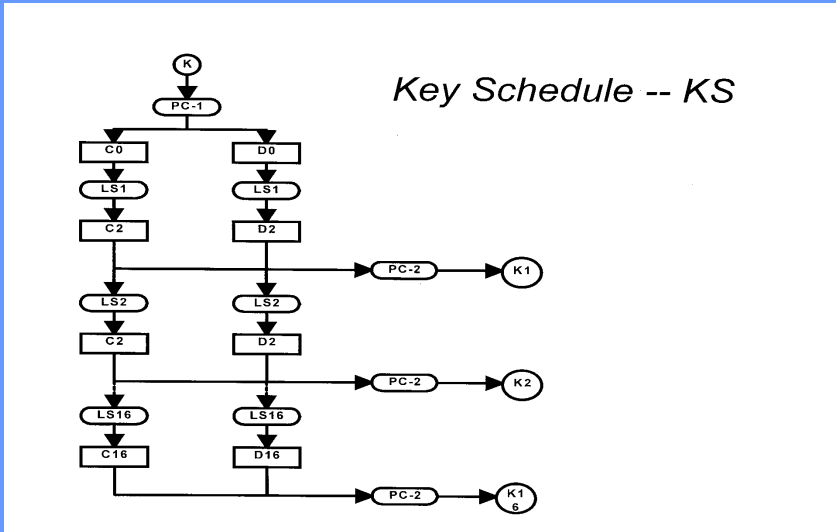 Key Schedule -- KS
K
PC-1
C0 D0
LS1 LS1
C2 D2
PC-2 K1
LS2 LS2
C2 D2
PC-2 K2
LS16 LS16
C16 D16
PC-2 K1
6